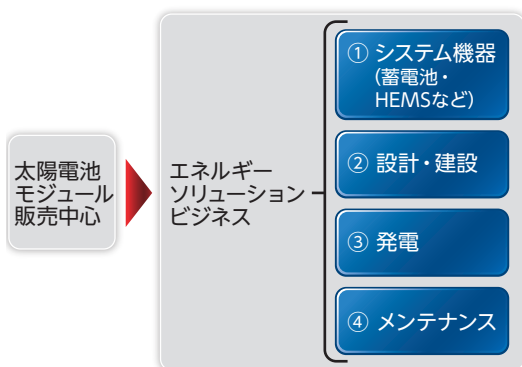 太陽電池
モジュール
販売中心
エネルギー
ソリューション
ビジネス
① システム機器
(蓄電池・
HEMSなど)
② 設計・建設
③ 発電
④ メンテナンス